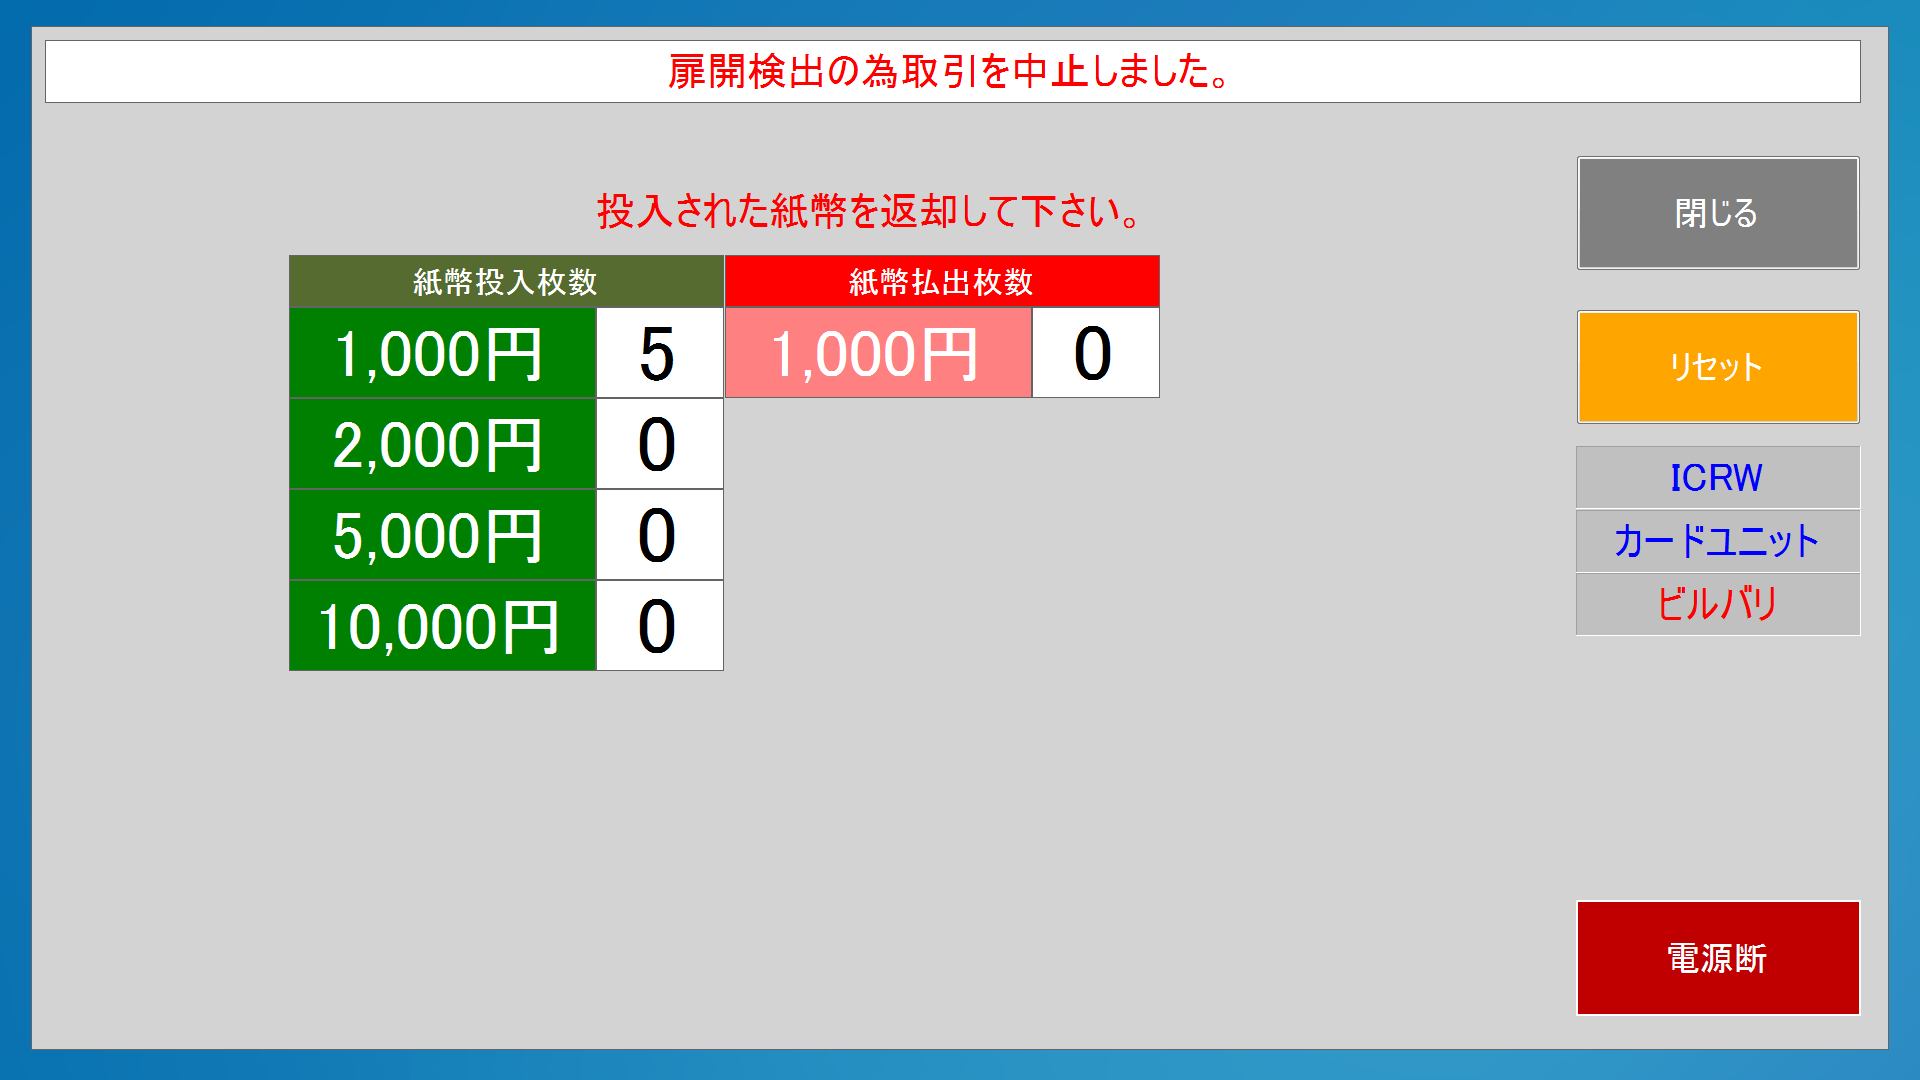 扉開検出の為取引を中止しました。
投入された紙幣を返却して下さい。
紙幣投入枚数 紙幣払出枚数
1,000円 5 1,000円 0
2,000円 0
5,000円 0
10,000円 0
閉じる
リセット
ICRW
カードユニット
ビルバリ
電源断